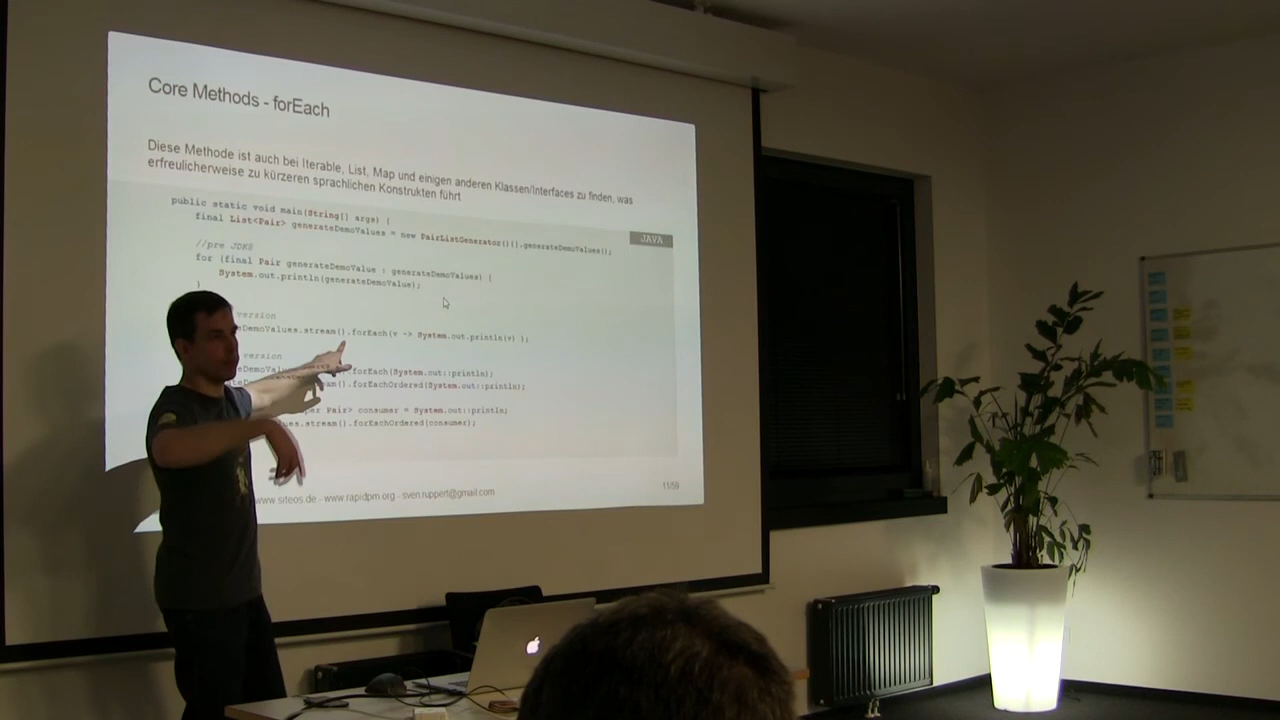 Core Methods - forEach
Diese Methode ist auch bei Iterable, List, Map und einigen anderen Klassen/Interfaces zu finden, was
erfreulicherweise zu kürzeren sprachlichen Konstrukten führt
JAVA
public static void main(String[] args) {
final List<Pair> generateDemoValues = new PairListGenerator(){}.generateDemoValues();
//pre JDK8
for (final Pair generateDemoValue : generateDemoValues) {
System.out.println(generateDemoValue);
}
version
eDemoValues.stream().forEach(v -> System.out.println(v) );
version
.forEach(System.out::println);
.forEachOrdered(System.out::println);
Pair> consumer = System.out::println;
ues.stream().forEachOrdered(consumer);
www.siteos.de - www.rapidpm.org - sven.ruppert@gmail.com
11/59